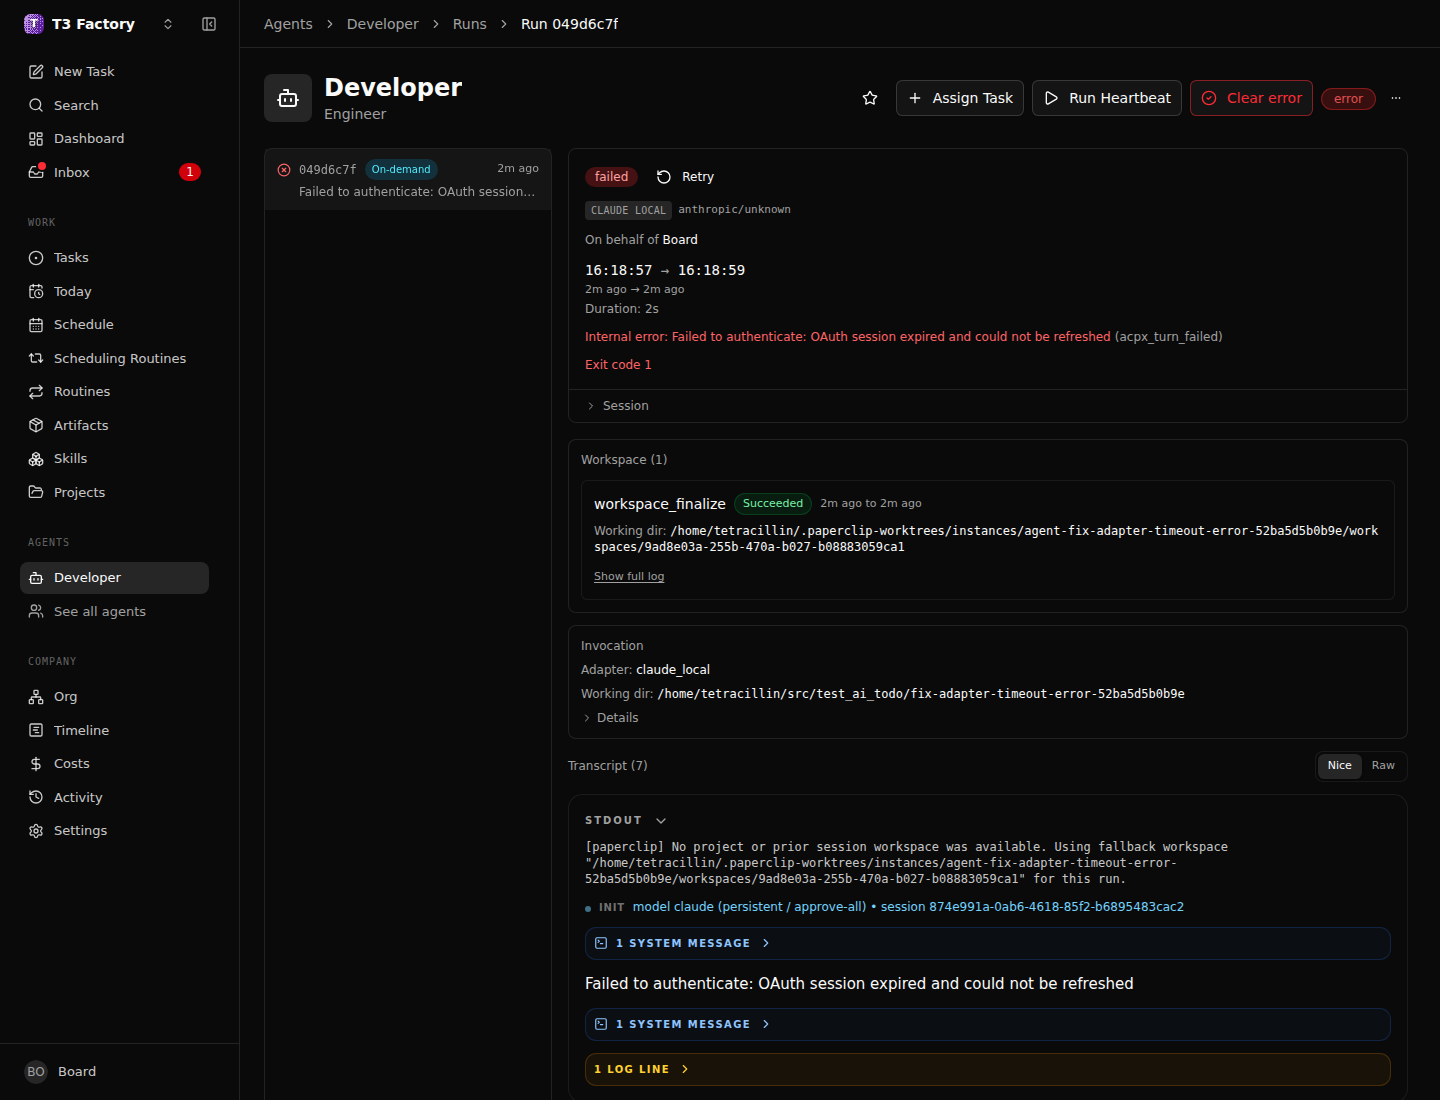 T T3 Factory
New Task
Search
Dashboard
Inbox 1
WORK
Tasks
Today
Schedule
Scheduling Routines
Routines
Artifacts
Skills
Projects
AGENTS
Developer
See all agents
COMPANY
Org
Timeline
Costs
Activity
Settings
BO Board
Agents > Developer > Runs > Run 049d6c7f
Developer
Engineer
Assign Task
Run Heartbeat
Clear error
error
049d6c7f On-demand 2m ago
Failed to authenticate: OAuth session...
failed Retry
CLAUDE LOCAL anthropic/unknown
On behalf of Board
16:18:57 → 16:18:59
2m ago → 2m ago
Duration: 2s
Internal error: Failed to authenticate: OAuth session expired and could not be refreshed (acpx_turn_failed)
Exit code 1
Session
Workspace (1)
workspace_finalize Succeeded 2m ago to 2m ago
Working dir: /home/tetracillin/.paperclip-worktrees/instances/agent-fix-adapter-timeout-error-52ba5d5b0b9e/work
spaces/9ad8e03a-255b-470a-b027-b08883059ca1
Show full log
Invocation
Adapter: claude_local
Working dir: /home/tetracillin/src/test_ai_todo/fix-adapter-timeout-error-52ba5d5b0b9e
Details
Transcript (7)
Nice Raw
STDOUT
[paperclip] No project or prior session workspace was available. Using fallback workspace
"/home/tetracillin/.paperclip-worktrees/instances/agent-fix-adapter-timeout-error-
52ba5d5b0b9e/workspaces/9ad8e03a-255b-470a-b027-b08883059ca1" for this run.
INIT model claude (persistent / approve-all) • session 874e991a-0ab6-4618-85f2-b6895483cac2
1 SYSTEM MESSAGE
Failed to authenticate: OAuth session expired and could not be refreshed
1 SYSTEM MESSAGE
1 LOG LINE